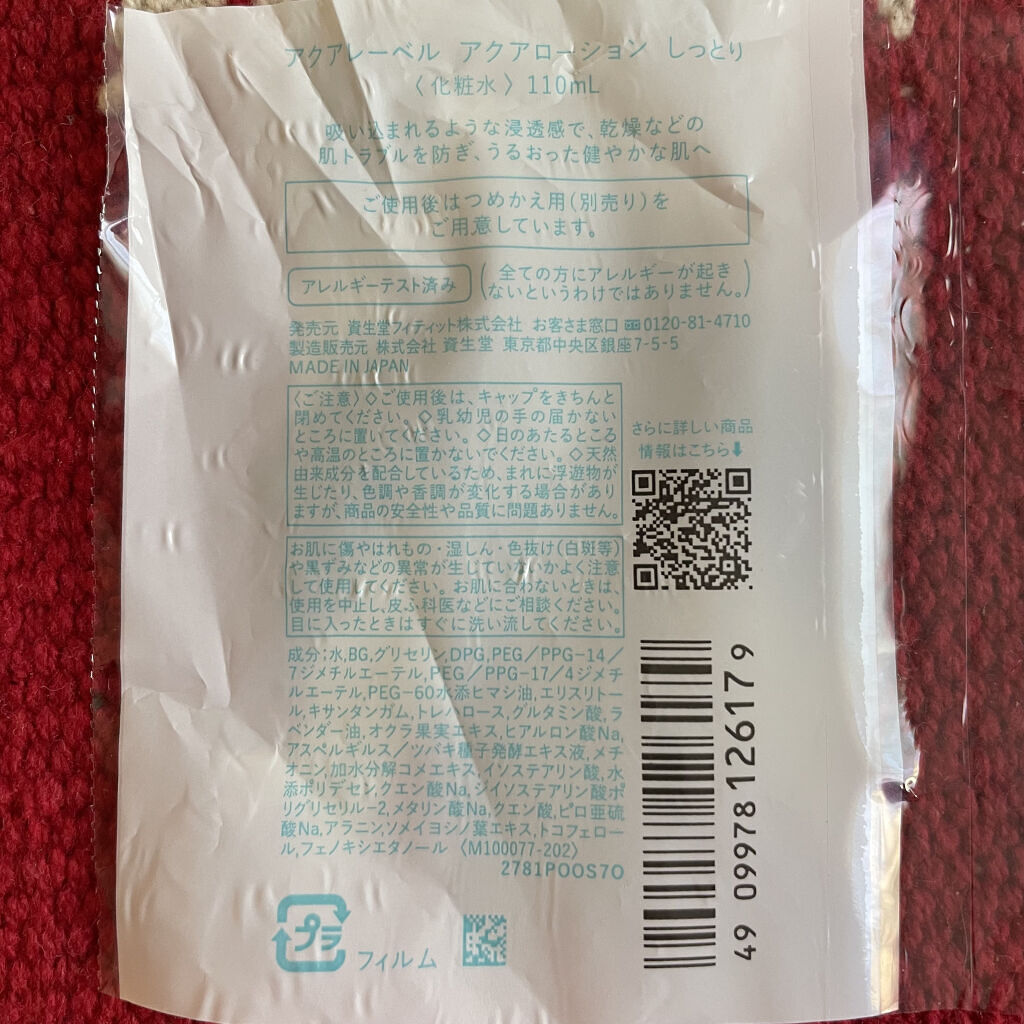 アクアレーベル アクアローション しっとり
〈化粧水〉110mL
吸い込まれるような浸透感で、乾燥などの
肌トラブルを防ぎ、うるおった健やかな肌へ
ご使用後はつめかえ用(別売り)を
ご用意しています。
アレルギーテスト済み
(全ての方にアレルギーが起き
ないというわけではありません。)
発売元 資生堂フィティット株式会社 お客さま窓口 0120-81-4710
製造販売元 株式会社 資生堂 東京都中央区銀座7-5-5
MADE IN JAPAN
〈ご注意〉◇ご使用後は、キャップをきちんと
閉めてください。◇乳幼児の手の届かない
ところに置いてください。◇日のあたるところ
や高温のところに置かないでください。◇天然
由来成分を配合しているため、まれに浮遊物が
生じたり、色調や香調が変化する場合があり
ますが、商品の安全性や品質に問題ありません。
さらに詳しい商品
情報はこちら⬇
お肌に傷やはれもの・湿しん・色抜け(白斑等)
や黒ずみなどの異常が生じていないかよく注意
して使用してください。お肌に合わないときは、
使用を中止し、皮ふ科医などにご相談ください。
目に入ったときはすぐに洗い流してください。
成分:水,BG,グリセリン,DPG,PEG/PPG-14/
7ジメチルエーテル,PEG/PPG-17/4ジメチ
ルエーテル,PEG-60水添ヒマシ油,エリスリトー
ル,キサンタンガム,トレハロース,グルタミン酸,ラ
ベンダー油,オクラ果実エキス,ヒアルロン酸Na,
アスペルギルス/ツバキ種子発酵エキス液,メチ
オニン,加水分解コメエキス,イソステアリン酸,水
添ポリデセン,クエン酸Na,ジイソステアリン酸ポ
リグリセリル-2,メタリン酸Na,クエン酸,ピロ亜硫
酸Na,アラニン,ソメイヨシノ葉エキス,トコフェロー
ル,フェノキシエタノール 〈M100077-202〉
2781POOS7O
プラ
フィルム
49 09978 12617 9